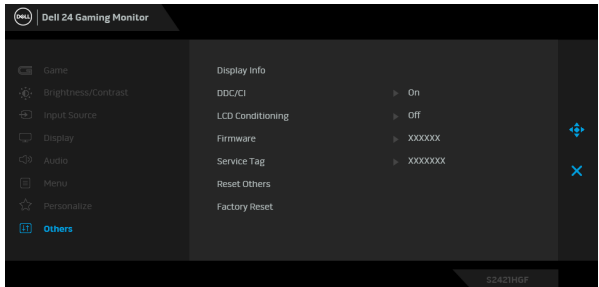 DELL Dell 24 Gaming Monitor
Game
Brightness/Contrast
Input Source
Display
Audio
Menu
Personalize
Others
Display Info
DDC/CI On
LCD Conditioning Off
Firmware XXXXXX
Service Tag XXXXXXX
Reset Others
Factory Reset
S2421HGF